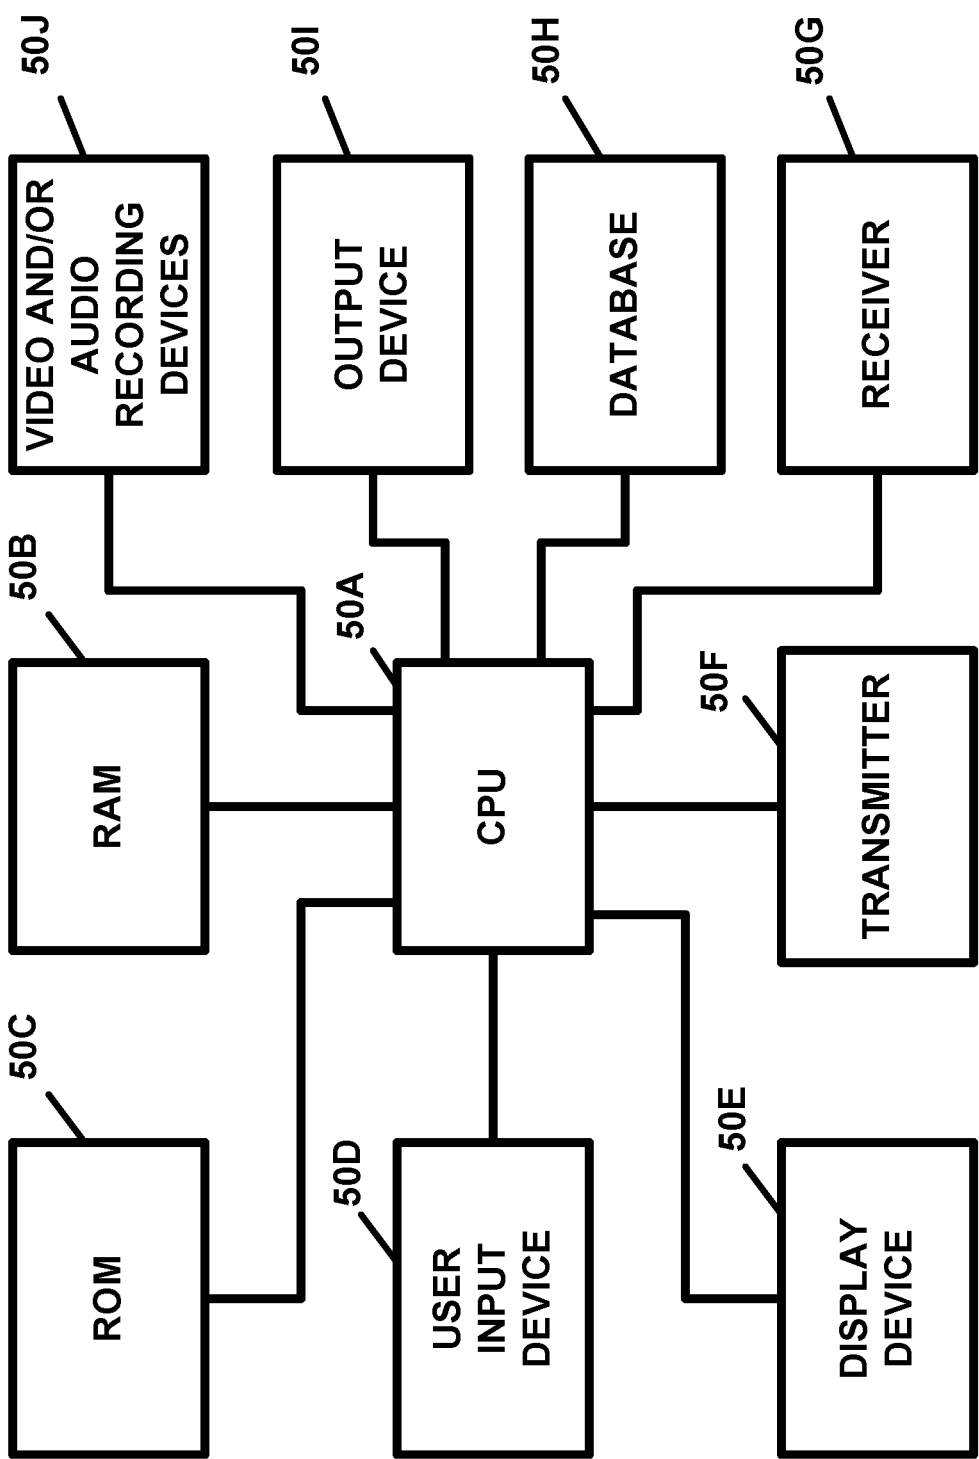 50C
ROM
50B
RAM
50J
VIDEO AND/OR
AUDIO
RECORDING
DEVICES
50D
USER
INPUT
DEVICE
50A
CPU
50I
OUTPUT
DEVICE
50H
DATABASE
50E
DISPLAY
DEVICE
50F
TRANSMITTER
50G
RECEIVER